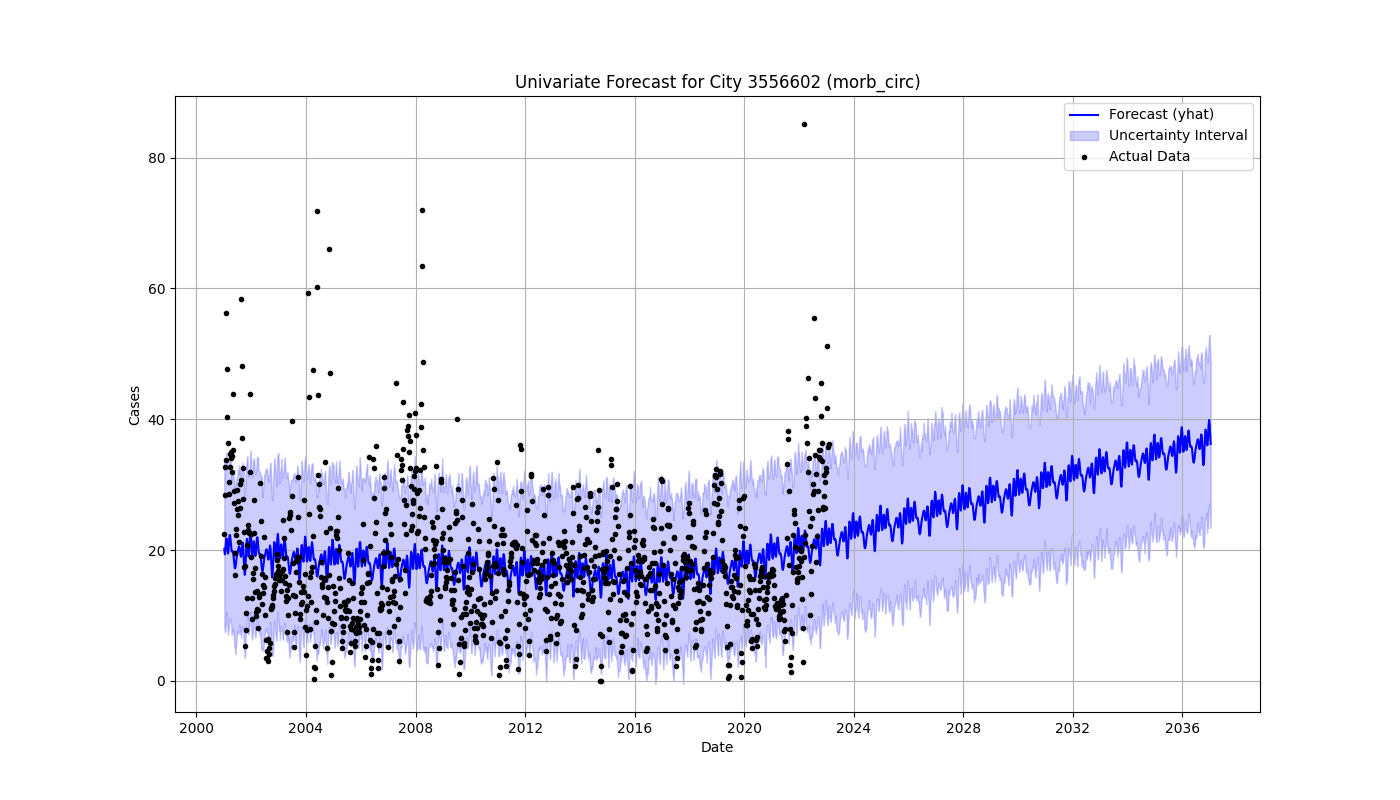 Univariate Forecast for City 3556602 (morb_circ)
Forecast (yhat)
Uncertainty Interval
Actual Data
Cases
80
60
40
20
0
2000 2004 2008 2012 2016 2020 2024 2028 2032 2036
Date